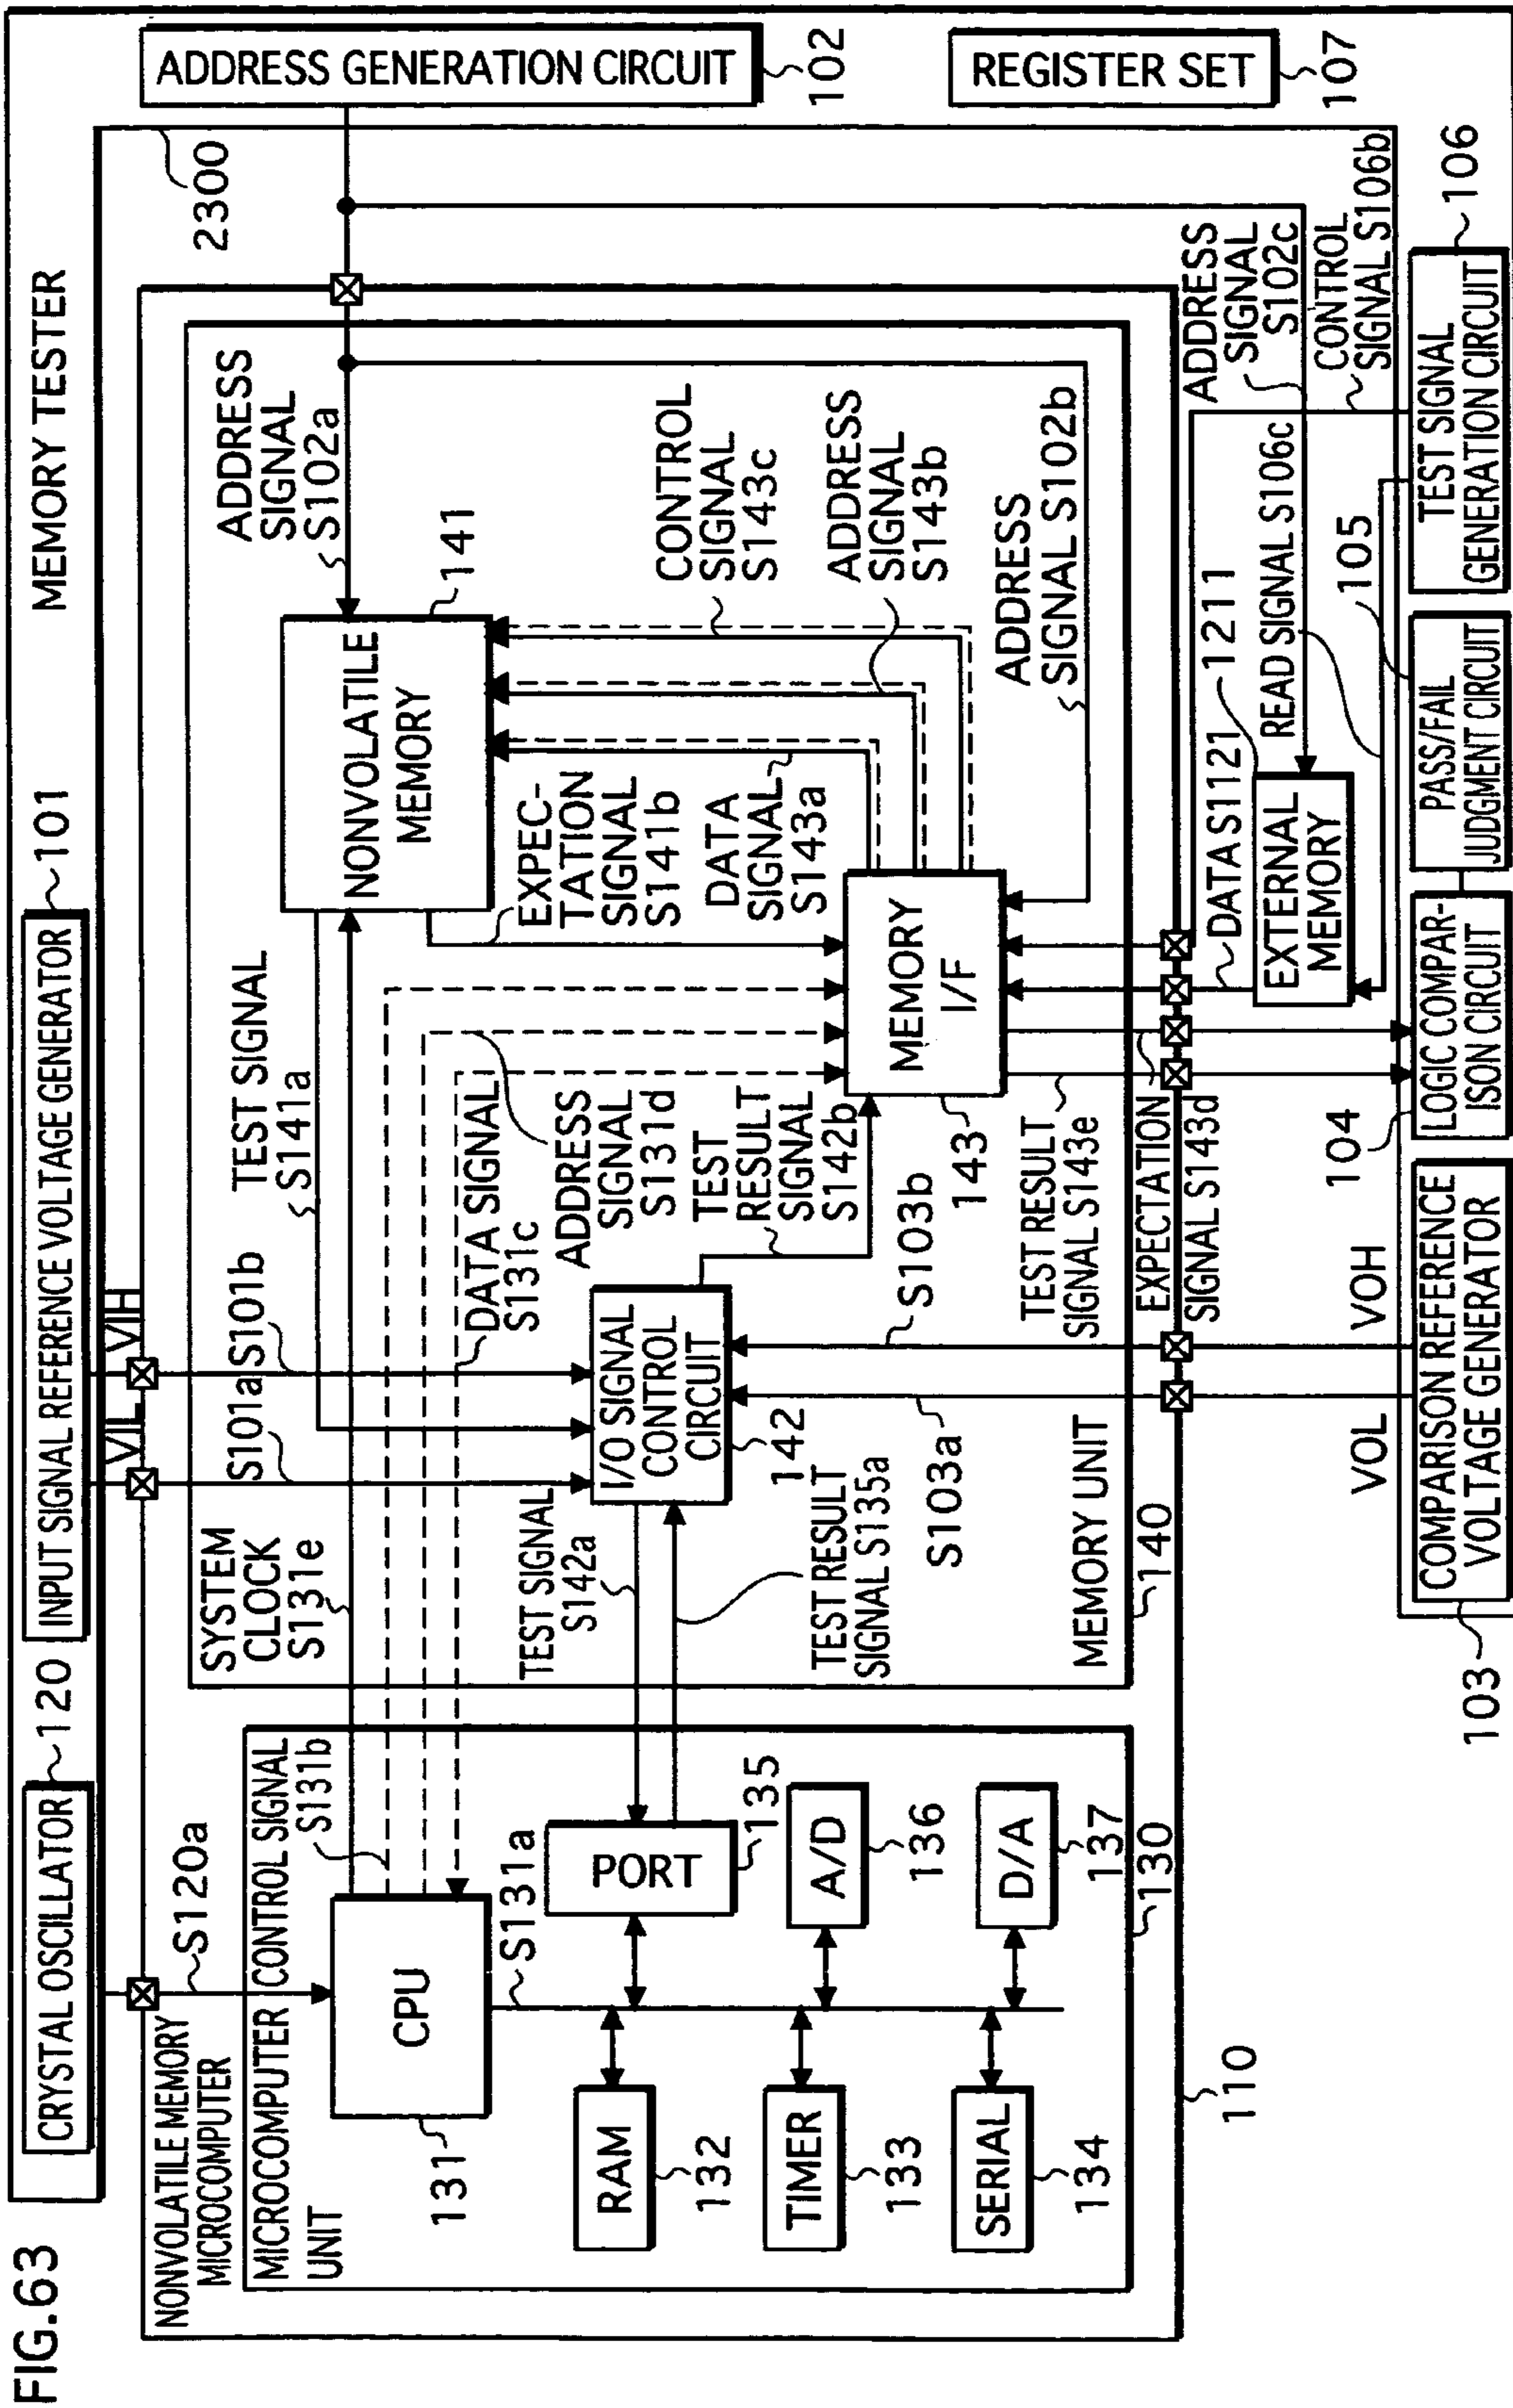 FIG.63
MEMORY TESTER
CRYSTAL OSCILLATOR
120
INPUT SIGNAL REFERENCE VOLTAGE GENERATOR
101
ADDRESS GENERATION CIRCUIT
102
REGISTER SET
107
2300
VIL
VIH
NONVOLATILE MEMORY
MICROCOMPUTER
S120a
S101a
S101b
MICROCOMPUTER
UNIT
CONTROL SIGNAL
S131b
SYSTEM
CLOCK
S131e
TEST SIGNAL
S141a
ADDRESS
SIGNAL
S102a
CPU
131
S131a
NONVOLATILE
MEMORY
141
DATA SIGNAL
S131c
ADDRESS
SIGNAL
S131d
EXPEC-
TATION
SIGNAL
S141b
DATA
SIGNAL
S143a
CONTROL
SIGNAL
S143c
ADDRESS
SIGNAL
S143b
RAM
132
TIMER
133
SERIAL
134
PORT
135
A/D
136
D/A
137
130
TEST SIGNAL
S142a
I/O SIGNAL
CONTROL
CIRCUIT
142
TEST RESULT
SIGNAL S135a
TEST
RESULT
SIGNAL
S142b
MEMORY
I/F
143
ADDRESS
SIGNAL S102b
S103a
S103b
TEST RESULT
SIGNAL S143e
EXPECTATION
SIGNAL S143d
MEMORY UNIT
140
110
DATA S1121
1211
EXTERNAL
MEMORY
READ SIGNAL S106c
ADDRESS
SIGNAL
S102c
CONTROL
SIGNAL S106b
VOL
VOH
103
COMPARISON REFERENCE
VOLTAGE GENERATOR
104
LOGIC COMPAR-
ISON CIRCUIT
105
PASS/FAIL
JUDGMENT CIRCUIT
106
TEST SIGNAL
GENERATION CIRCUIT